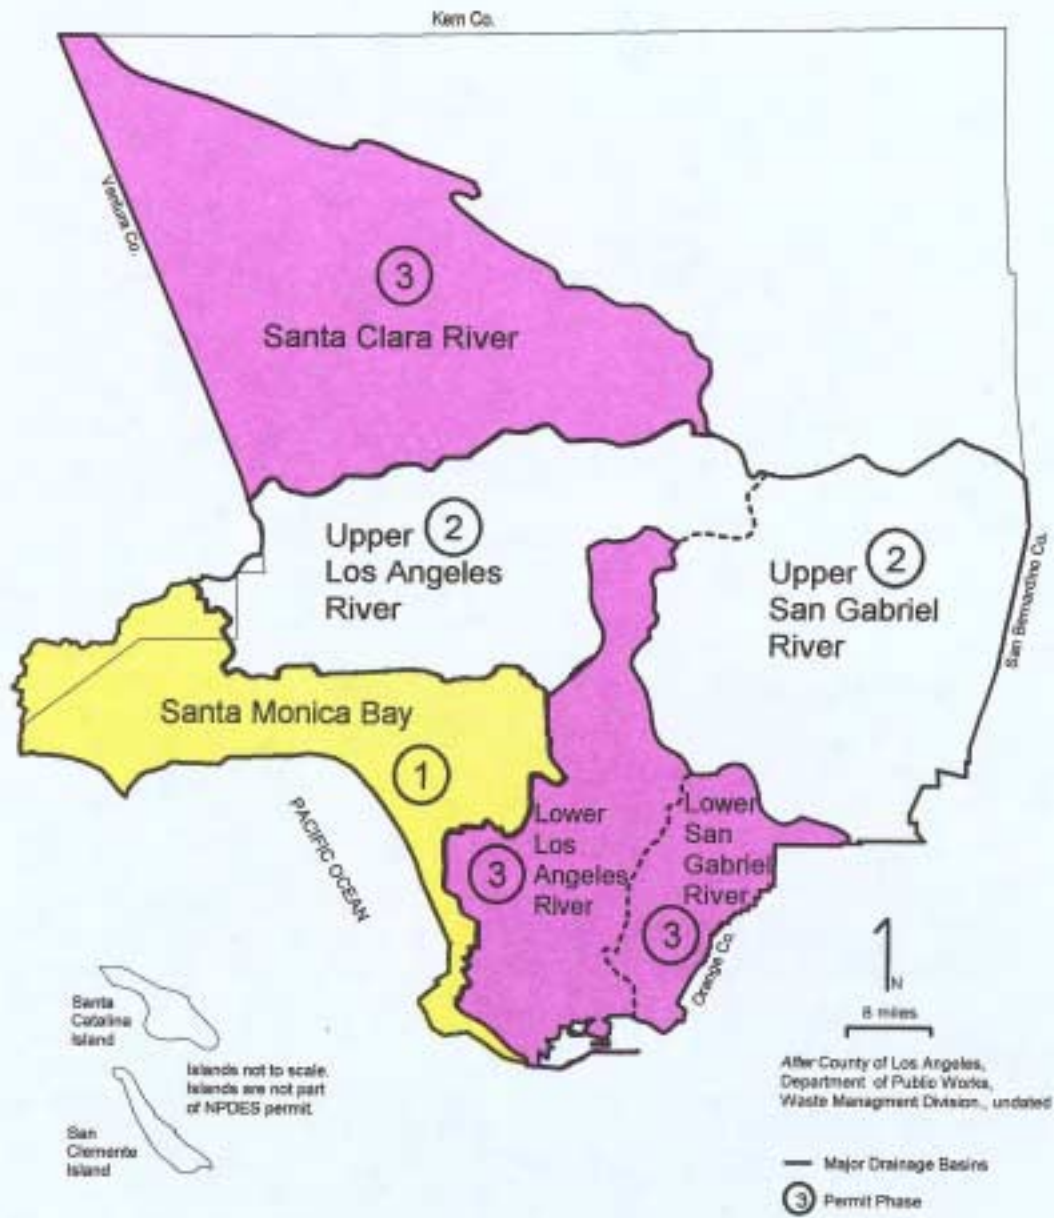 Kern Co.
Ventura Co.
3
Santa Clara River
Upper 2
Los Angeles
River
Upper 2
San Gabriel
River
San Bernardino Co.
Santa Monica Bay
1
PACIFIC OCEAN
Lower
Los
Angeles
River
3
Lower
San
Gabriel
River
3
Orange Co.
N
8 miles
Santa
Catalina
Island
Islands not to scale.
Islands are not part
of NPDES permit.
San
Clemente
Island
After County of Los Angeles,
Department of Public Works,
Waste Managment Division., undated
Major Drainage Basins
3 Permit Phase